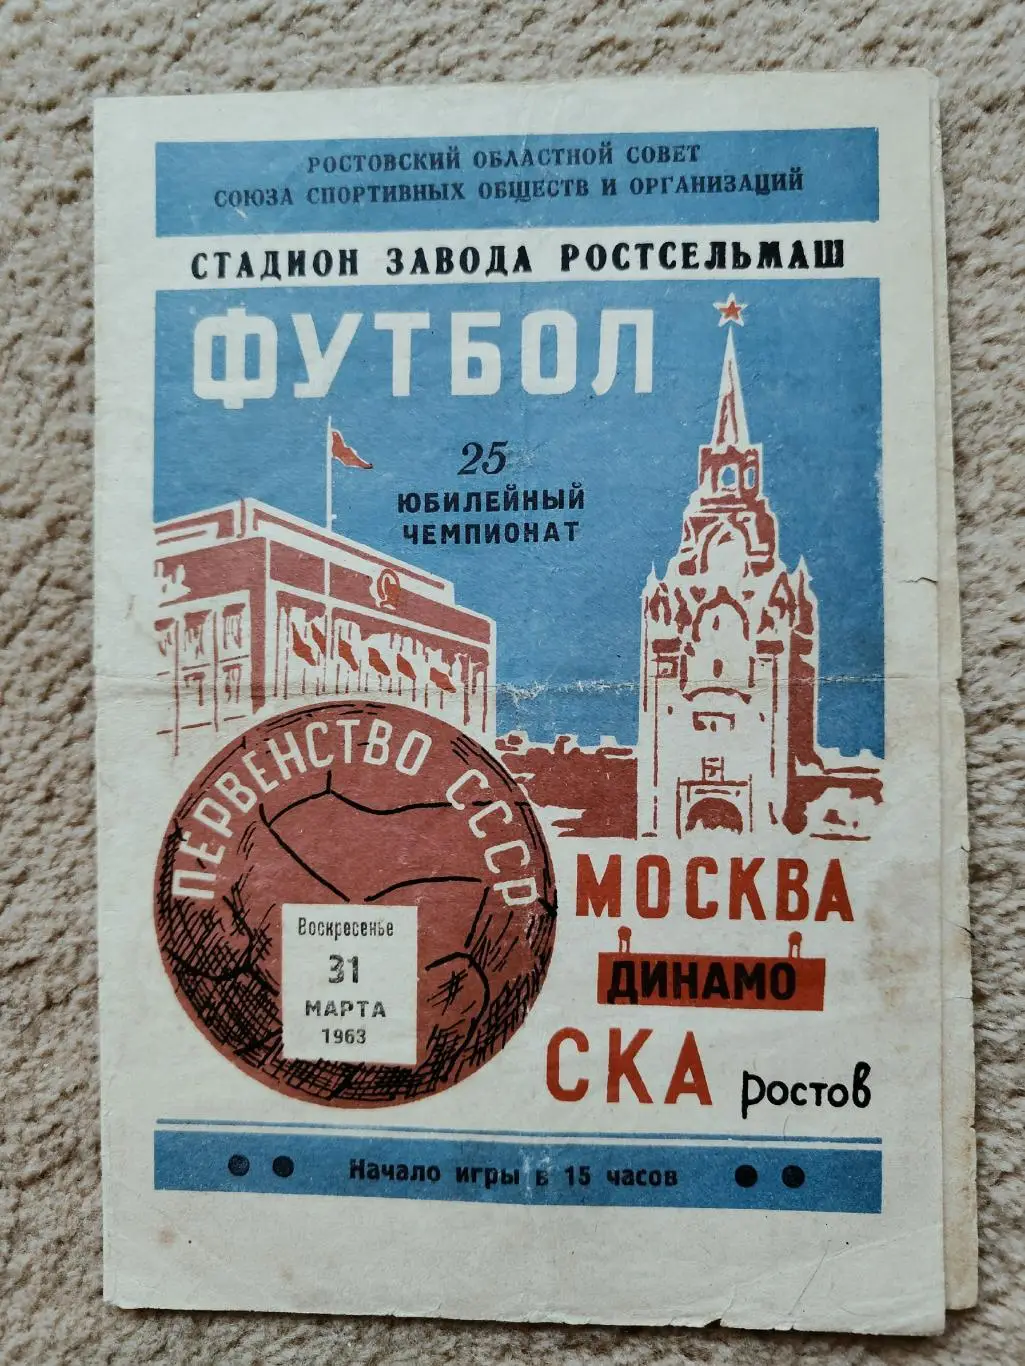 РОСТОВСКИЙ ОБЛАСТНОЙ СОВЕТ
СОЮЗА СПОРТИВНЫХ ОБЩЕСТВ И ОРГАНИЗАЦИЙ
СТАДИОН ЗАВОДА РОСТСЕЛЬМАШ
ФУТБОЛ
25
ЮБИЛЕЙНЫЙ
ЧЕМПИОНАТ
ПЕРВЕНСТВО СССР
Воскресенье
31
МАРТА
1963
МОСКВА
ДИНАМО
СКА ростов
Начало игры в 15 часов